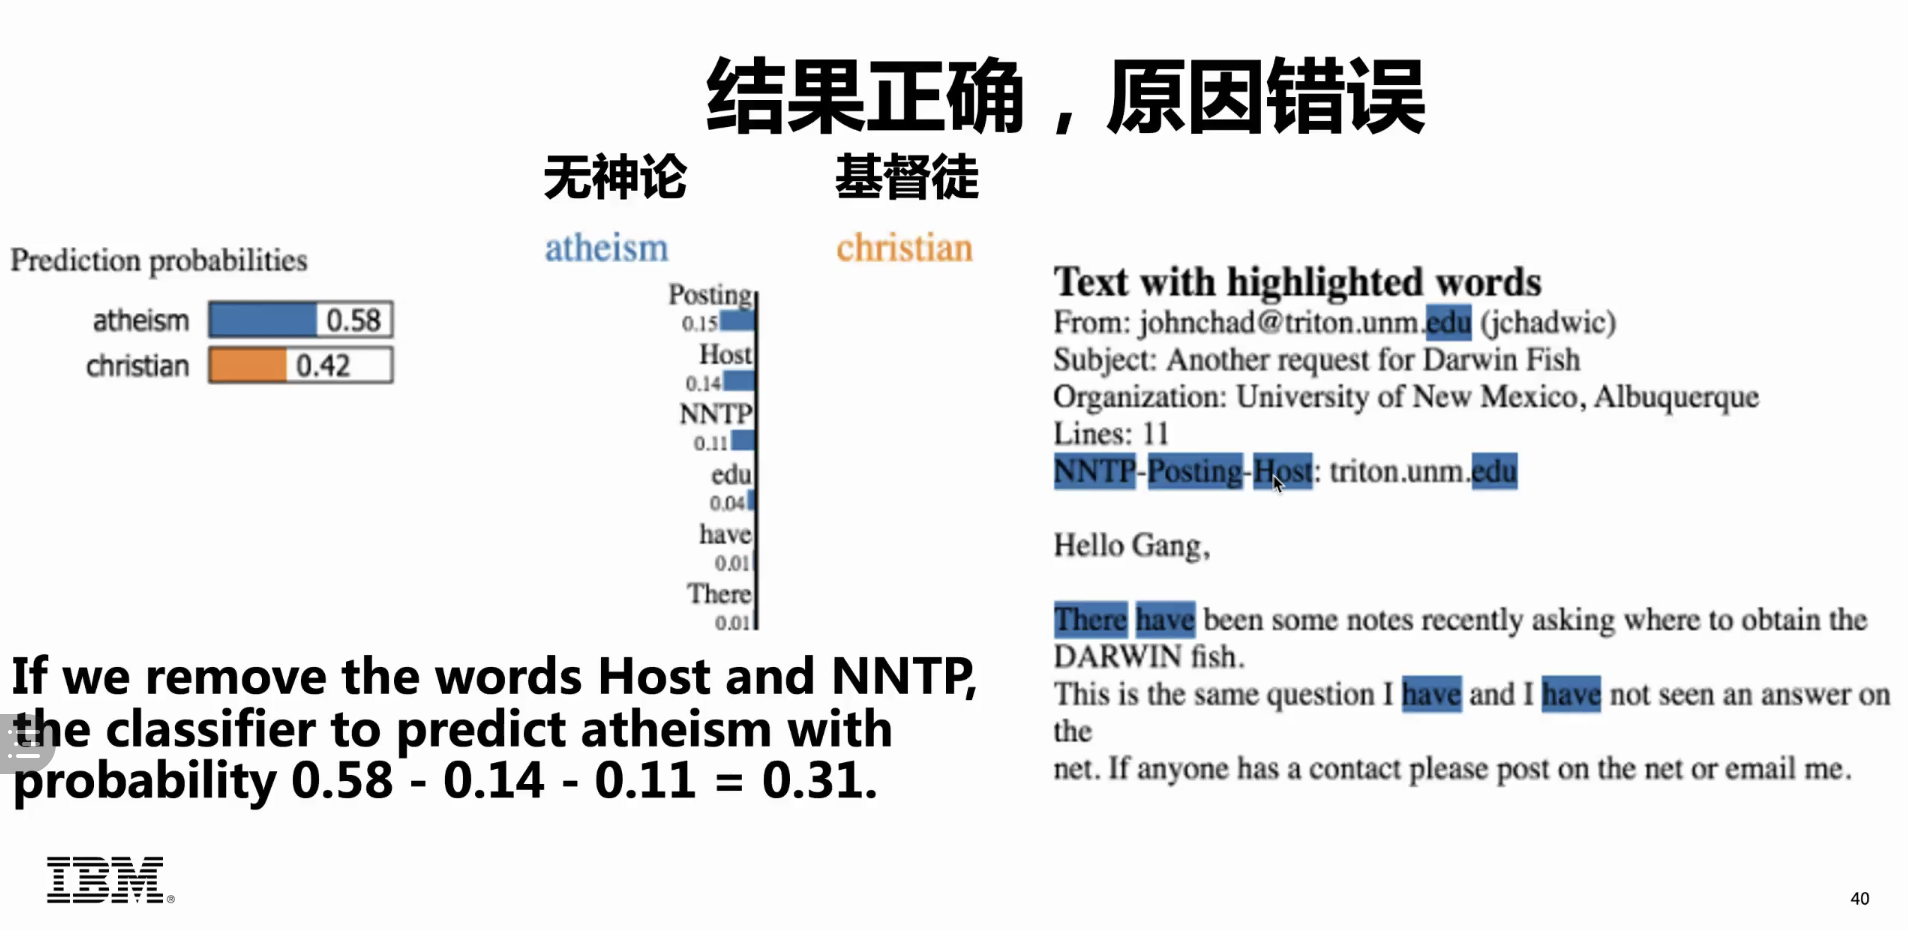 结果正确，原因错误
无神论
基督徒
atheism
christian
Prediction probabilities
atheism 0.58
christian 0.42
Posting
0.15
Host
0.14
NNTP
0.11
edu
0.04
have
0.01
There
0.01
If we remove the words Host and NNTP,
the classifier to predict atheism with
probability 0.58 - 0.14 - 0.11 = 0.31.
Text with highlighted words
From: johnchad@triton.unm.edu (jchadwic)
Subject: Another request for Darwin Fish
Organization: University of New Mexico, Albuquerque
Lines: 11
NNTP-Posting-Host: triton.unm.edu
Hello Gang,
There have been some notes recently asking where to obtain the
DARWIN fish.
This is the same question I have and I have not seen an answer on
the
net. If anyone has a contact please post on the net or email me.
IBM®
40